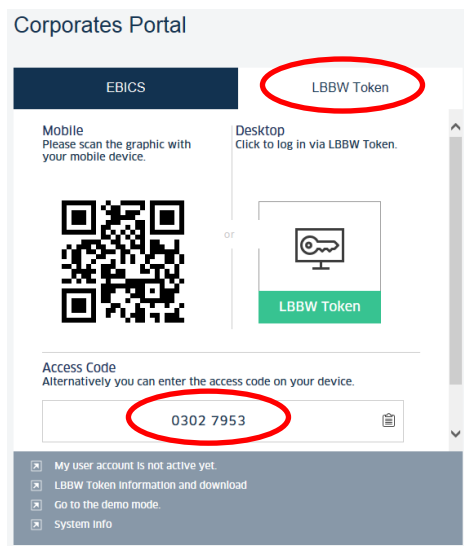 Corporates Portal
EBICS
LBBW Token
Mobile
Please scan the graphic with
your mobile device.
Desktop
Click to log in via LBBW Token.
or
LBBW Token
Access Code
Alternatively you can enter the access code on your device.
0302 7953
My user account is not active yet.
LBBW Token Information and download
Go to the demo mode.
System Info